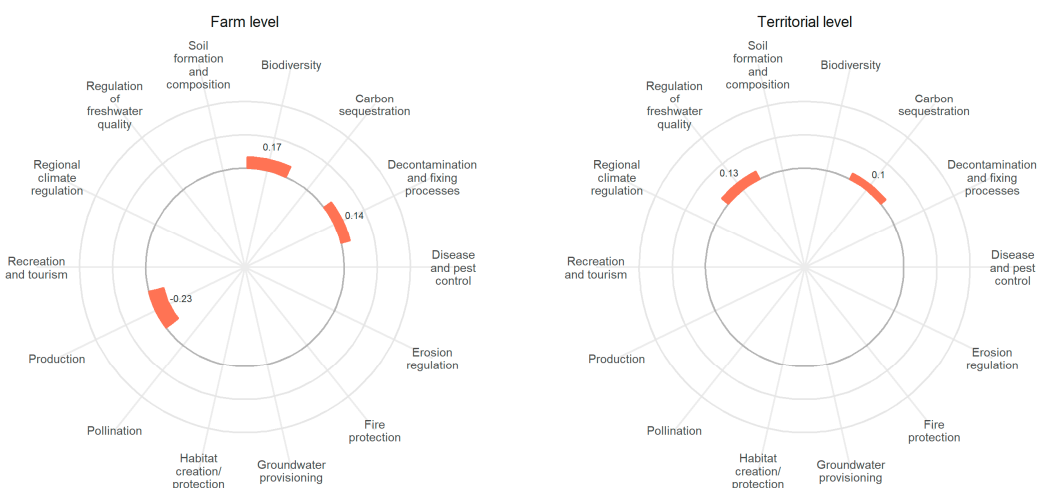 Farm level
Soil
formation
and
composition
Biodiversity
Carbon
sequestration
Decontamination
and fixing
processes
Disease
and pest
control
Erosion
regulation
Fire
protection
Groundwater
provisioning
Habitat
creation/
protection
Pollination
Production
Recreation
and tourism
Regional
climate
regulation
Regulation
of
freshwater
quality
0.17
0.14
-0.23
Territorial level
Soil
formation
and
composition
Biodiversity
Carbon
sequestration
Decontamination
and fixing
processes
Disease
and pest
control
Erosion
regulation
Fire
protection
Groundwater
provisioning
Habitat
creation/
protection
Pollination
Production
Recreation
and tourism
Regional
climate
regulation
Regulation
of
freshwater
quality
0.13
0.1